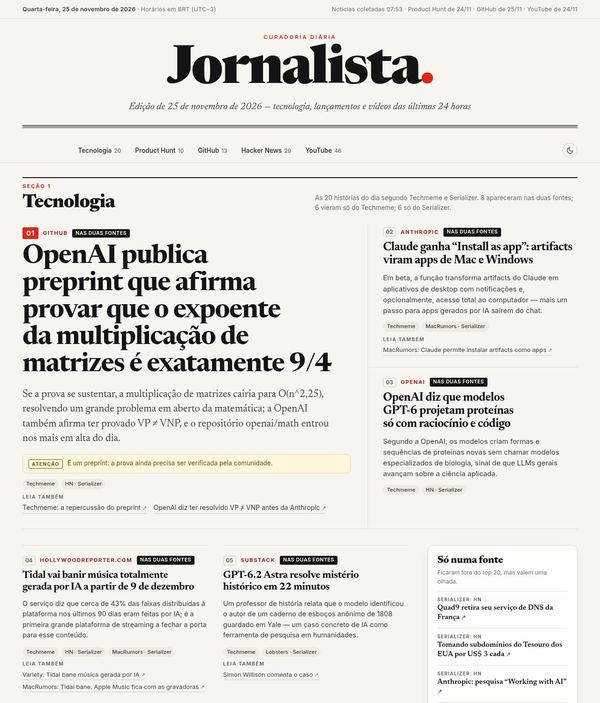 Quarta-feira, 25 de novembro de 2026 · Horários em BRT (UTC−3)
Notícias coletadas 07:53 · Product Hunt de 24/11 · GitHub de 25/11 · YouTube de 24/11
CURADORIA DIÁRIA
Jornalista.
Edição de 25 de novembro de 2026 — tecnologia, lançamentos e vídeos das últimas 24 horas
Tecnologia 20 Product Hunt 10 GitHub 13 Hacker News 29 YouTube 46
SEÇÃO 1
Tecnologia
As 20 histórias do dia segundo Techmeme e Serializer. 8 apareceram nas duas fontes;
6 vieram só do Techmeme; 6 só do Serializer.
01 GITHUB NAS DUAS FONTES
OpenAI publica
preprint que afirma
provar que o expoente
da multiplicação de
matrizes é exatamente 9/4
Se a prova se sustentar, a multiplicação de matrizes cairia para O(n^2,25),
resolvendo um grande problema em aberto da matemática; a OpenAI
também afirma ter provado VP ≠ VNP, e o repositório openai/math entrou
nos mais em alta do dia.
ATENÇÃO É um preprint: a prova ainda precisa ser verificada pela comunidade.
Techmeme HN · Serializer
LEIA TAMBÉM
Techmeme: a repercussão do preprint ↗ OpenAI diz ter resolvido VP ≠ VNP antes da Anthropic ↗
02 ANTHROPIC NAS DUAS FONTES
Claude ganha “Install as app”: artifacts
viram apps de Mac e Windows
Em beta, a função transforma artifacts do Claude em
aplicativos de desktop com notificações e,
opcionalmente, acesso total ao computador — mais um
passo para apps gerados por IA saírem do chat.
Techmeme MacRumors · Serializer
LEIA TAMBÉM
MacRumors: Claude permite instalar artifacts como apps ↗
03 OPENAI NAS DUAS FONTES
OpenAI diz que modelos
GPT-6 projetam proteínas
só com raciocínio e código
Segundo a OpenAI, os modelos criam formas e
sequências de proteínas novas sem chamar modelos
especializados de biologia, sinal de que LLMs gerais
avançam sobre a ciência aplicada.
Techmeme HN · Serializer
04 HOLLYWOODREPORTER.COM NAS DUAS FONTES
Tidal vai banir música totalmente
gerada por IA a partir de 9 de dezembro
O serviço diz que cerca de 43% das faixas distribuídas à
plataforma nos últimos 90 dias eram feitas por IA; é a
primeira grande plataforma de streaming a fechar a porta
para esse conteúdo.
Techmeme HN · Serializer MacRumors · Serializer
LEIA TAMBÉM
Variety: Tidal bane música gerada por IA ↗
MacRumors: Tidal bane, Apple Music fica com as gravadoras ↗
05 SUBSTACK NAS DUAS FONTES
GPT-6.2 Astra resolve mistério
histórico em 22 minutos
Um professor de história relata que o modelo identificou
o autor de um caderno de esboços anônimo de 1808
guardado em Yale — um caso concreto de IA como
ferramenta de pesquisa em humanidades.
Techmeme Lobsters · Serializer
LEIA TAMBÉM
Simon Willison comenta o caso ↗
Só numa fonte
Ficaram fora do top 20, mas valem uma
olhada.
SERIALIZER: HN
Quad9 retira seu serviço de DNS da
França ↗
SERIALIZER: HN
Tomando subdomínios do Tesouro dos
EUA por US$ 3 cada ↗
SERIALIZER: HN
Anthropic: pesquisa “Working with AI”
↗